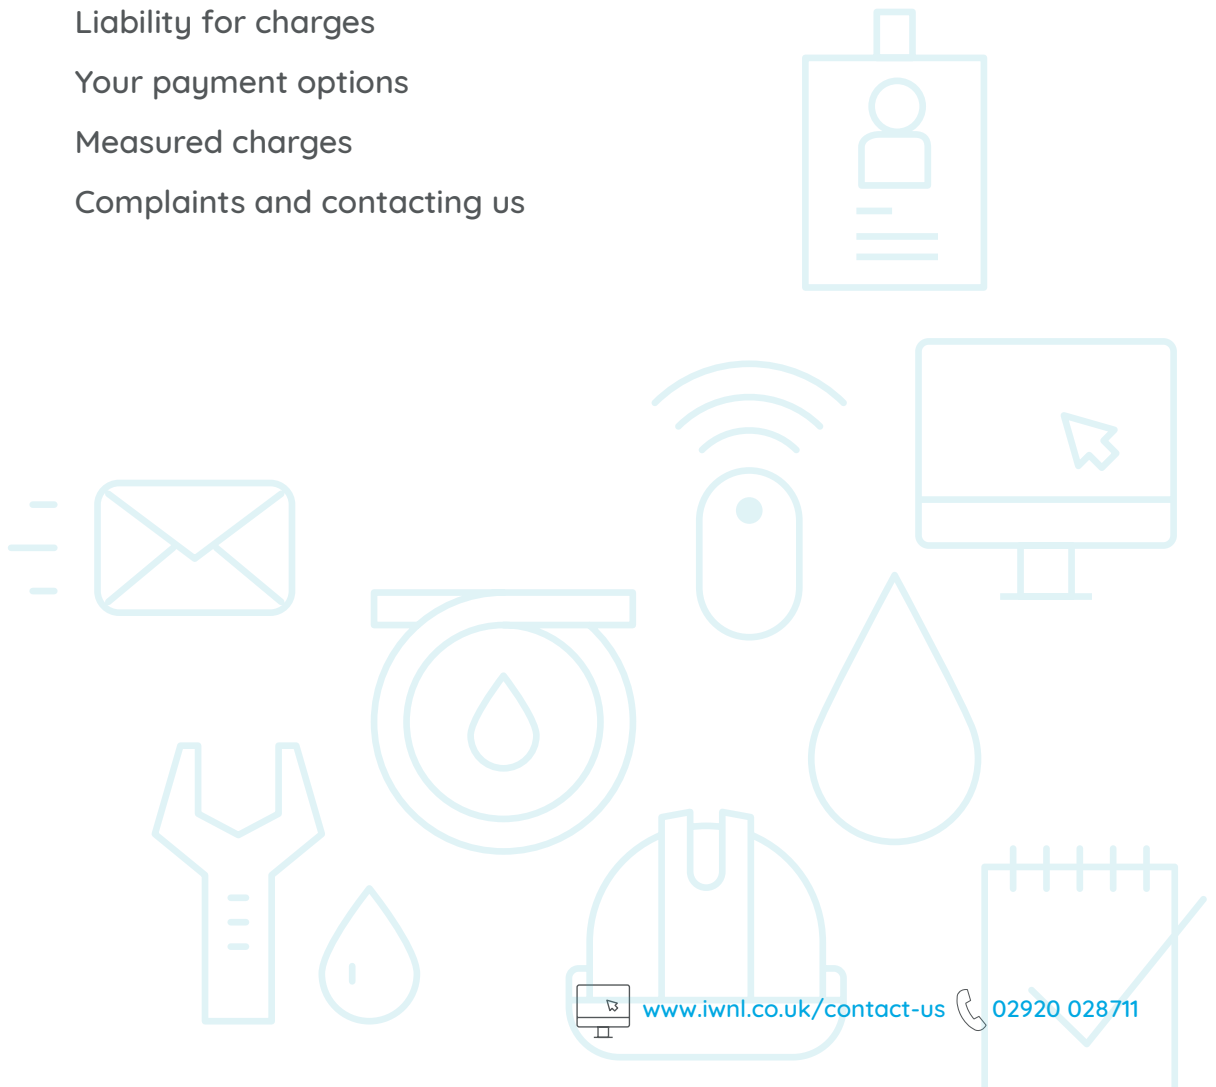 Liability for charges
Your payment options
Measured charges
Complaints and contacting us
www.iwnl.co.uk/contact-us 02920 028711